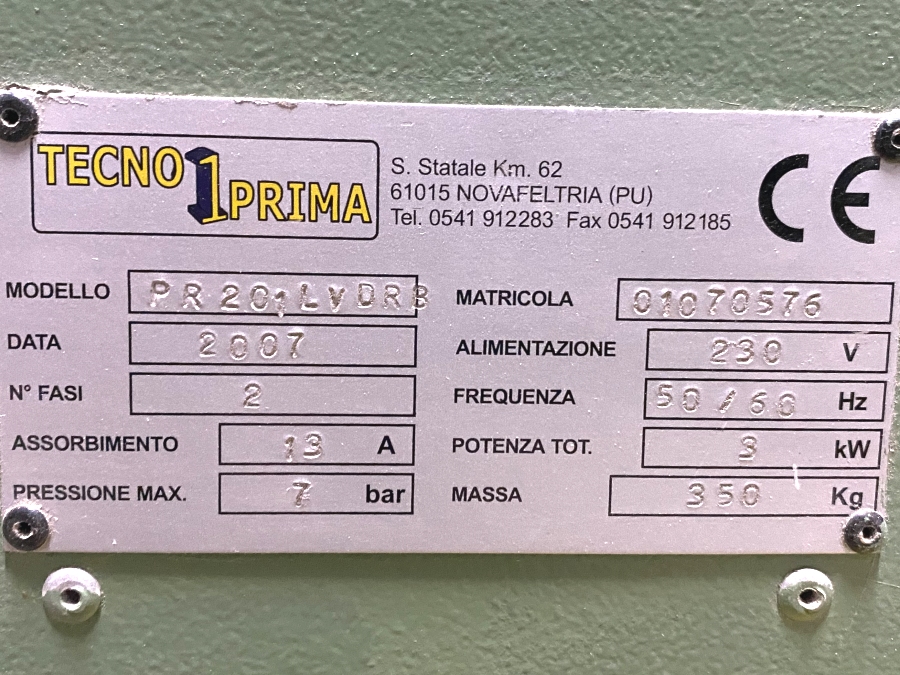 TECNO 1 PRIMA
S. Statale Km. 62
61015 NOVAFELTRIA (PU)
Tel. 0541 912283 Fax 0541 912185
CE
MODELLO PR201LVDRB
MATRICOLA 01070576
DATA 2007
ALIMENTAZIONE 230 V
N° FASI 2
FREQUENZA 50/60 Hz
ASSORBIMENTO 13 A
POTENZA TOT. 3 kW
PRESSIONE MAX. 7 bar
MASSA 350 Kg